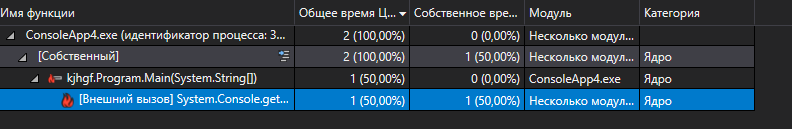 Имя функции Общее время Ц... Собственное вре... Модуль Категория
ConsoleApp4.exe (идентификатор процесса: 3... 2 (100,00%) 0 (0,00%) Несколько модул...
[Собственный] 2 (100,00%) 1 (50,00%) Несколько модул... Ядро
kjhgf.Program.Main(System.String[]) 1 (50,00%) 0 (0,00%) ConsoleApp4.exe Ядро
[Внешний вызов] System.Console.get... 1 (50,00%) 1 (50,00%) Несколько модул... Ядро